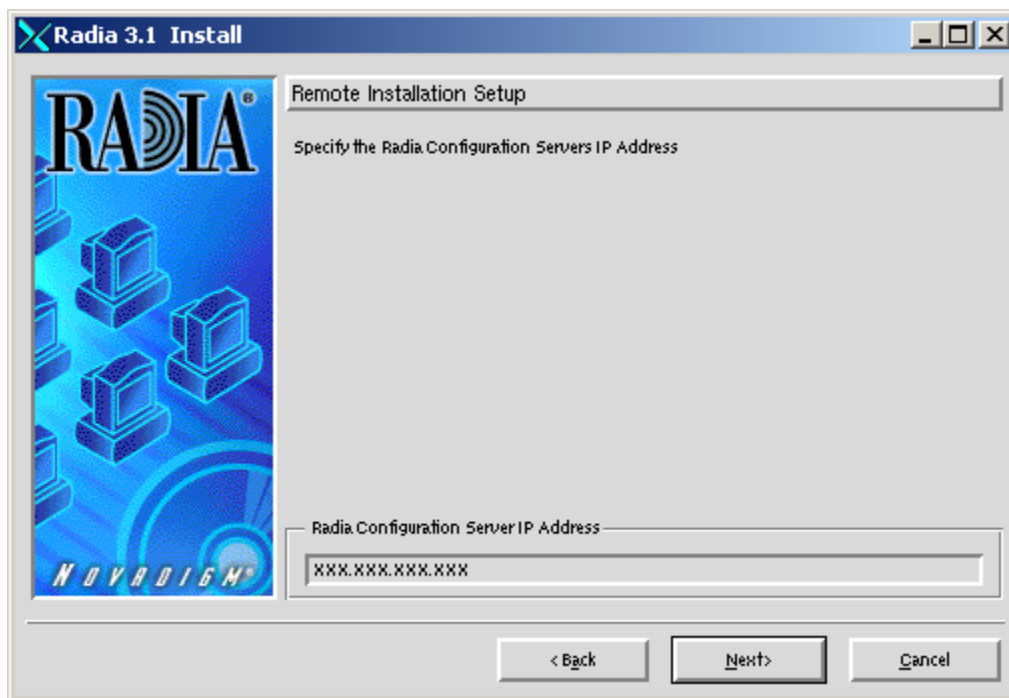 Radia 3.1 Install
RADIA®
Remote Installation Setup
Specify the Radia Configuration Servers IP Address
Radia Configuration Server IP Address
xxx.xxx.xxx.xxx
NOVADIGM®
< Back
Next>
Cancel